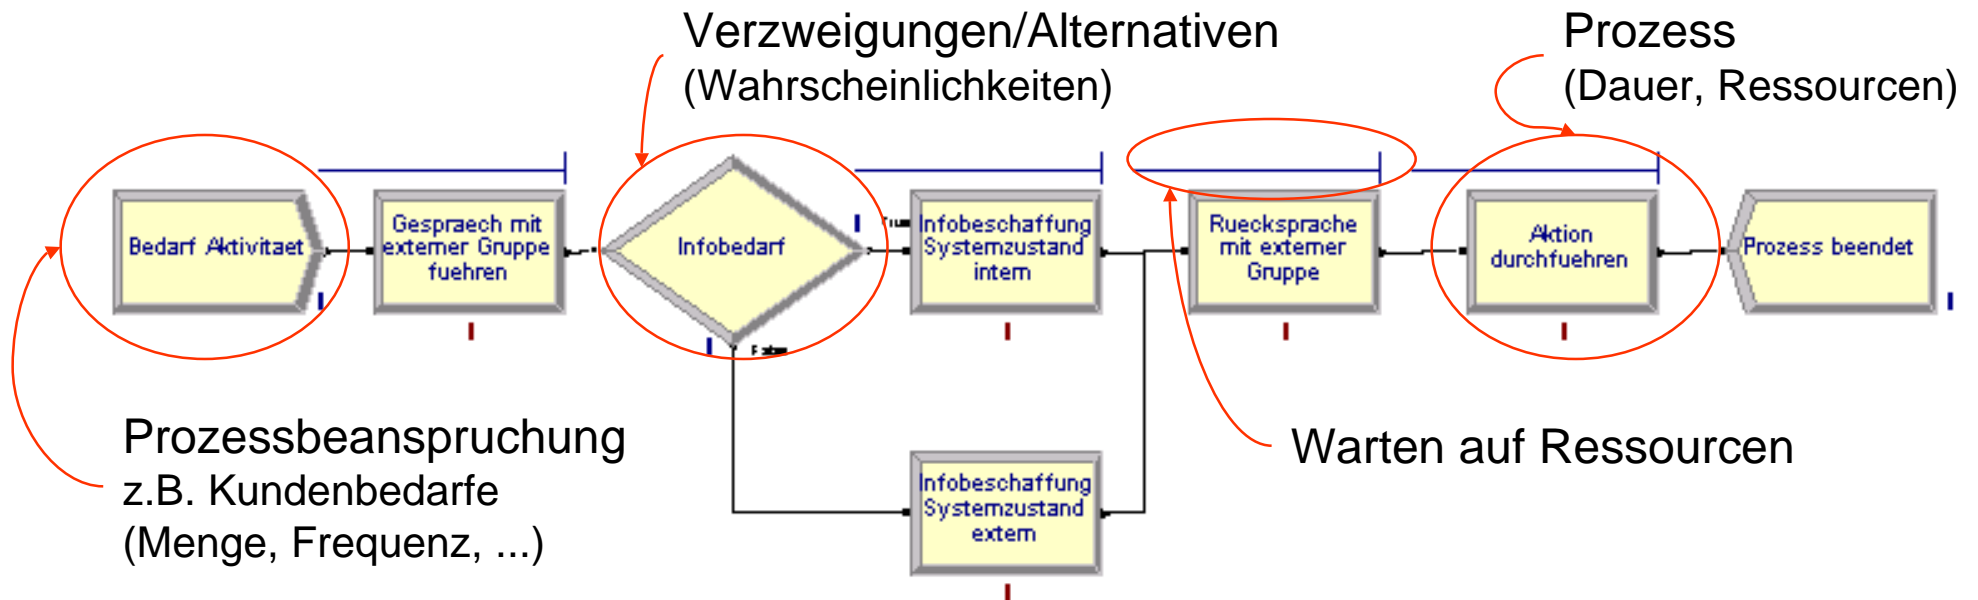 Verzweigungen/Alternativen
(Wahrscheinlichkeiten)
Prozess
(Dauer, Ressourcen)
Bedarf Aktivitaet
Gespraech mit
externer Gruppe
fuehren
Infobedarf
Infobeschaffung
Systemzustand
intern
Ruecksprache
mit externer
Gruppe
Aktion
durchfuehren
Prozess beendet
Infobeschaffung
Systemzustand
extern
Prozessbeanspruchung
z.B. Kundenbedarfe
(Menge, Frequenz, ...)
Warten auf Ressourcen